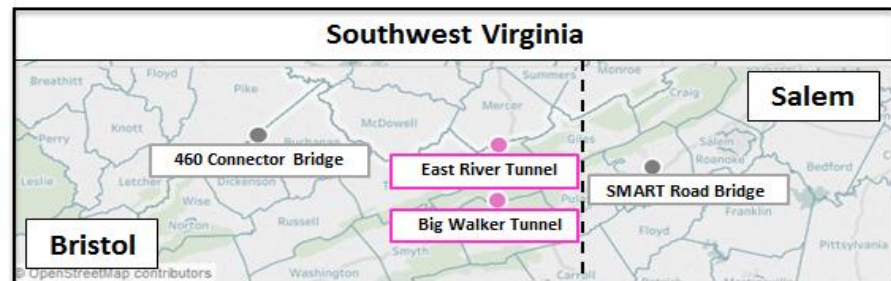 Southwest Virginia
Breathitt
Floyd
Pike
Summers
Monroe
Craig
Salem
Mercer
McDowell
Perry
Knott
Buchanan
Giles
Salem
460 Connector Bridge
East River Tunnel
Roanoke
Bedford
Leslie
Letcher
Dickenson
SMART Road Bridge
Wise
Norton
Russell
Big Walker Tunnel
Franklin
Bristol
Floyd
Pittsylvania
Smyth
Washington
Carroll
© OpenStreetMap contributors